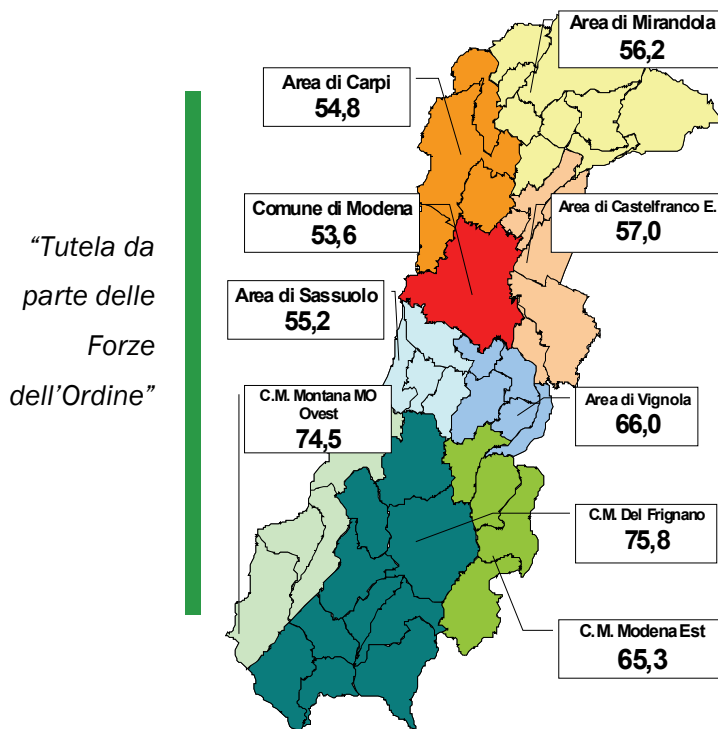 Area di Mirandola
56,2
Area di Carpi
54,8
Comune di Modena
53,6
Area di Castelfranco E.
57,0
"Tutela da
parte delle
Forze
dell'Ordine"
Area di Sassuolo
55,2
C.M. Montana MO
Ovest
74,5
Area di Vignola
66,0
C.M. Del Frignano
75,8
C.M. Modena Est
65,3